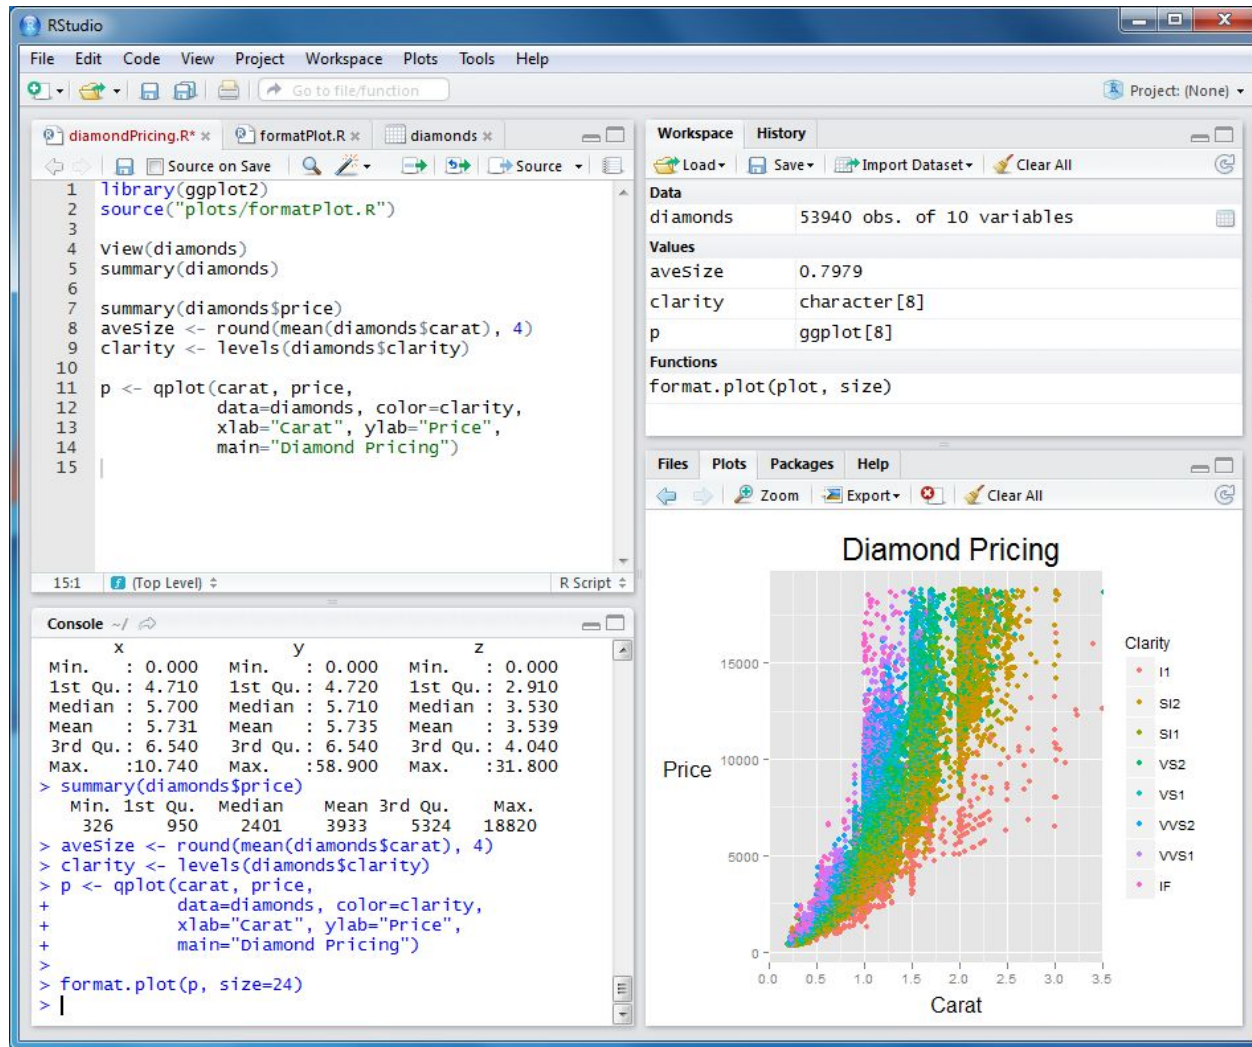 RStudio
File Edit Code View Project Workspace Plots Tools Help
Go to file/function
Project: (None)
diamondPricing.R* formatPlot.R diamonds
Source on Save Source
1 library(ggplot2)
2 source("plots/formatPlot.R")
3
4 View(diamonds)
5 summary(diamonds)
6
7 summary(diamonds$price)
8 aveSize <- round(mean(diamonds$carat), 4)
9 clarity <- levels(diamonds$clarity)
10
11 p <- qplot(carat, price,
12 data=diamonds, color=clarity,
13 xlab="Carat", ylab="Price",
14 main="Diamond Pricing")
15
15:1 (Top Level) R Script
Console ~/
x y z
Min. : 0.000 Min. : 0.000 Min. : 0.000
1st Qu.: 4.710 1st Qu.: 4.720 1st Qu.: 2.910
Median : 5.700 Median : 5.710 Median : 3.530
Mean : 5.731 Mean : 5.735 Mean : 3.539
3rd Qu.: 6.540 3rd Qu.: 6.540 3rd Qu.: 4.040
Max. :10.740 Max. :58.900 Max. :31.800
> summary(diamonds$price)
Min. 1st Qu. Median Mean 3rd Qu. Max.
326 950 2401 3933 5324 18820
> aveSize <- round(mean(diamonds$carat), 4)
> clarity <- levels(diamonds$clarity)
> p <- qplot(carat, price,
+ data=diamonds, color=clarity,
+ xlab="Carat", ylab="Price",
+ main="Diamond Pricing")
>
> format.plot(p, size=24)
>
Workspace History
Load Save Import Dataset Clear All
Data
diamonds 53940 obs. of 10 variables
Values
aveSize 0.7979
clarity character[8]
p ggplot[8]
Functions
format.plot(plot, size)
Files Plots Packages Help
Zoom Export Clear All
Diamond Pricing
Price
15000
10000
5000
0
0.0 0.5 1.0 1.5 2.0 2.5 3.0 3.5
Carat
Clarity
I1
SI2
SI1
VS2
VS1
VVS2
VVS1
IF